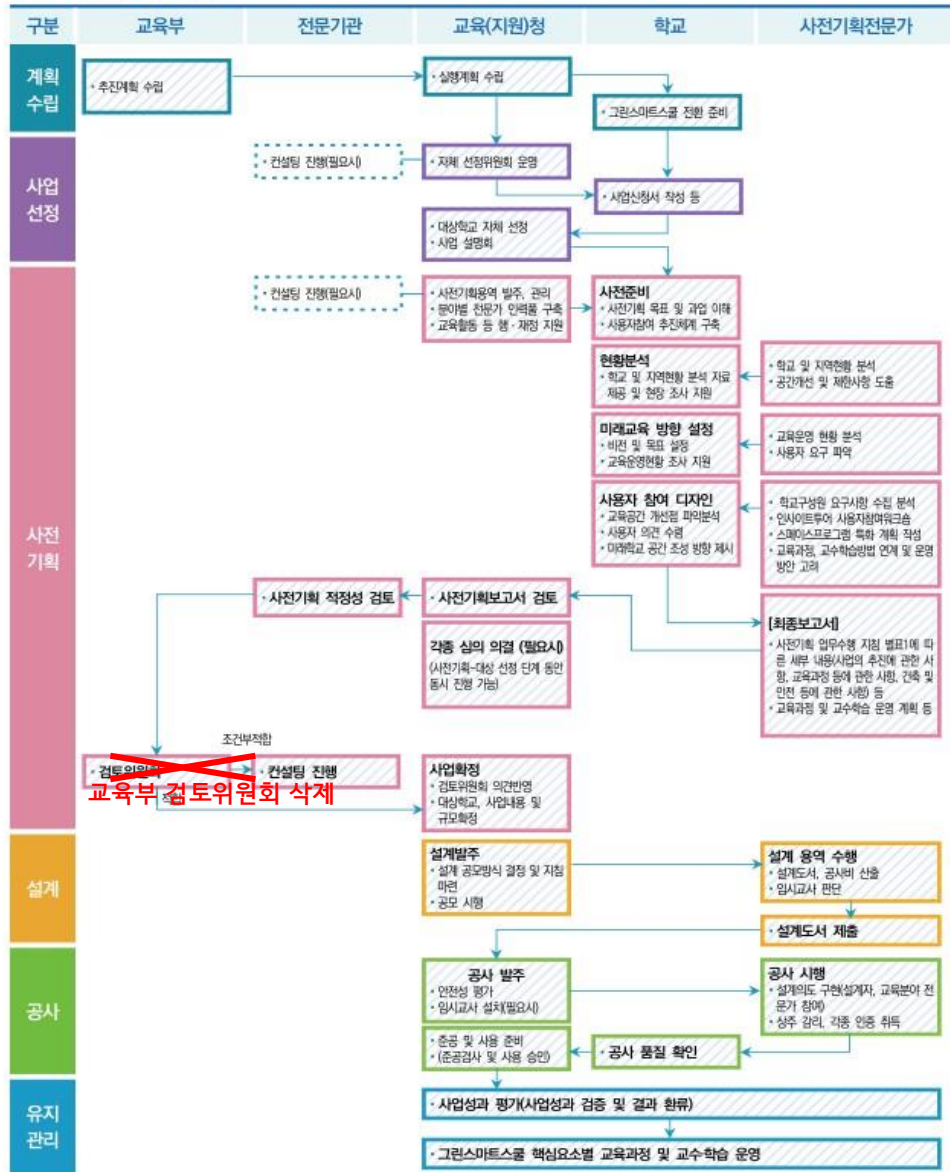 구분 교육부 전문기관 교육(지원)청 학교 사전기획전문가
계획
수립
• 추진계획 수립
• 실행계획 수립
• 그린스마트스쿨 전환 준비
사업
선정
• 컨설팅 진행(필요시)
• 자체 선정위원회 운영
• 사업신청서 작성 등
• 대상학교 자체 선정
• 사업 설명회
사전
기획
• 컨설팅 진행(필요시)
• 사전기획용역 발주, 관리
• 분야별 전문가 인력풀 구축
• 교육활동 등 행·재정 지원
사전준비
• 사전기획 목표 및 과업 이해
• 사용자참여 추진체계 구축
현황분석
• 학교 및 지역현황 분석 자료
제공 및 현장 조사 지원
• 학교 및 지역현황 분석
• 공간개선 및 제한사항 도출
미래교육 방향 설정
• 비전 및 목표 설정
• 교육운영현황 조사 지원
• 교육운영 현황 분석
• 사용자 요구 파악
사용자 참여 디자인
• 교육공간 개선점 파악분석
• 사용자 의견 수렴
• 미래학교 공간 조성 방향 제시
• 학교구성원 요구사항 수집 분석
• 인사이트투어 사용자참여워크숍
• 스페이스프로그램 특화 계획 작성
• 교육과정, 교수학습방법 연계 및 운영
방안 고려
• 사전기획 적정성 검토
• 사전기획보고서 검토
각종 심의 의결 (필요시)
(사전기획~대상 선정 단계 동안
동시 진행 가능)
[최종보고서]
• 사전기획 업무수행 지침 별표1에 따
른 세부 내용(사업의 추진에 관한 사
항, 교육과정 등에 관한 사항, 건축 및
안전 등에 관한 사항) 등
• 교육과정 및 교수학습 운영 계획 등
조건부적합
• 검토위원회
• 컨설팅 진행
교육부 검토위원회 삭제
적합
사업확정
• 검토위원회 의견반영
• 대상학교, 사업내용 및
규모확정
설계
설계발주
• 설계 공모방식 결정 및 지침
마련
• 공모 시행
설계 용역 수행
• 설계도서, 공사비 산출
• 임시교사 판단
• 설계도서 제출
공사
공사 발주
• 안전성 평가
• 임시교사 설치(필요시)
공사 시행
• 설계의도 구현(설계자, 교육분야 전
문가 참여)
• 상주 감리, 각종 인증 취득
• 준공 및 사용 준비
• (준공검사 및 사용 승인)
• 공사 품질 확인
유지
관리
• 사업성과 평가(사업성과 검증 및 결과 환류)
• 그린스마트스쿨 핵심요소별 교육과정 및 교수·학습 운영